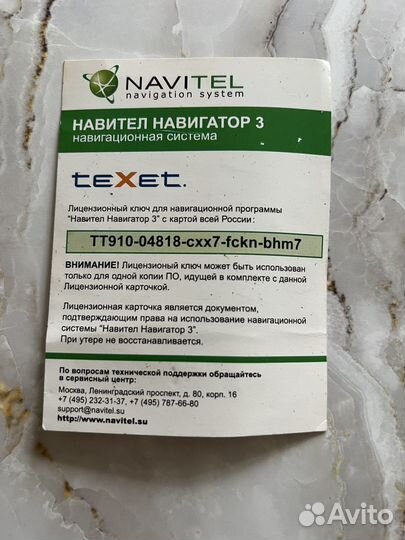 NAVITEL
navigation system
НАВИТЕЛ НАВИГАТОР 3
навигационная система
teXet.
Лицензионный ключ для навигационной программы
"Навител Навигатор 3" с картой всей России:
TT910-04818-cxx7-fckn-bhm7
ВНИМАНИЕ! Лицензионый ключ может быть использован
только для одной копии ПО, идущей в комплекте с данной
Лицензионной карточкой.
Лицензионная карточка является документом,
подтверждающим права на использование навигационной
системы "Навител Навигатор 3".
При утере не восстанавливается.
По вопросам технической поддержки обращайтесь
в сервисный центр:
Москва, Ленинградский проспект, д. 80, корп. 16
+7 (495) 232-31-37, +7 (495) 787-66-80
support@navitel.su
http://www.navitel.su
Avito